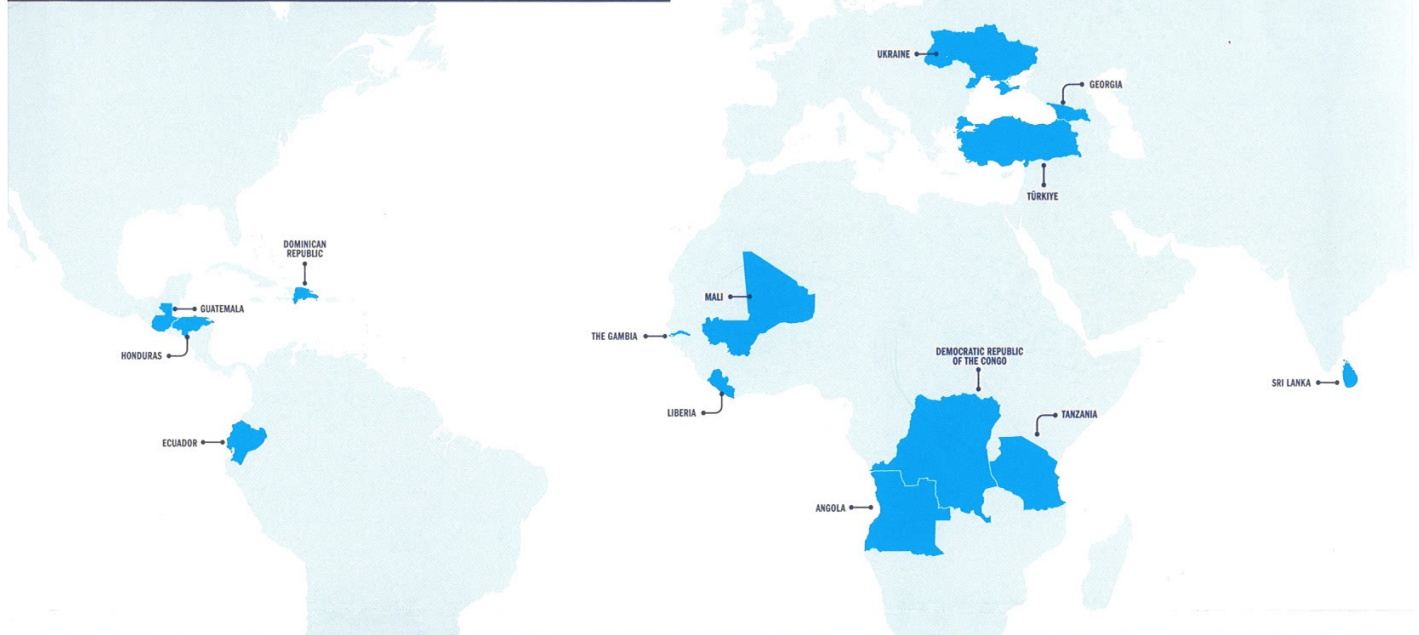 UKRAINE
GEORGIA
TÜRKIYE
DOMINICAN
REPUBLIC
GUATEMALA
HONDURAS
ECUADOR
MALI
THE GAMBIA
LIBERIA
DEMOCRATIC REPUBLIC
OF THE CONGO
TANZANIA
ANGOLA
SRI LANKA